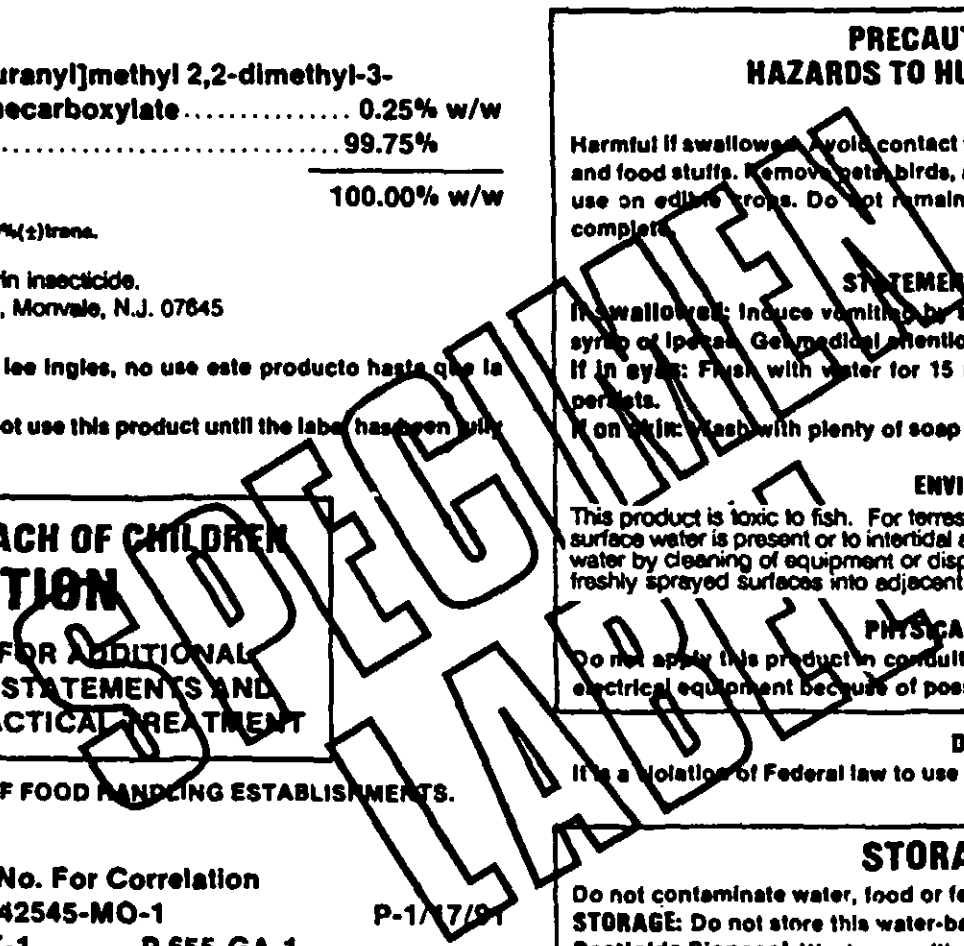 uranyl]methyl 2,2-dimethyl-3-
ecarboxylate ............... 0.25% w/w
.................................. 99.75%
100.00% w/w
%(±)trans.
in insecticide.
, Monvale, N.J. 07645
lee Ingles, no use este producto hasta que la
ot use this product until the label has been fully
ACH OF CHILDREN
TION
FOR ADDITIONAL
STATEMENTS AND
ACTICAL TREATMENT
F FOOD HANDLING ESTABLISHMENTS.
No. For Correlation
42545-MO-1 P-1/17/91
-1 P 655-GA-1
PRECAUT
HAZARDS TO HU
Harmful if swallowed. Avoid contact
and food stuffs. Remove pets, birds,
use on edible crops. Do not remain
complete.
STATEMEN
If swallowed: Induce vomiting by
syrup of Ipecac. Get medical attentio
If in eyes: Flush with water for 15
persists.
If on skin: Wash with plenty of soap
ENVI
This product is toxic to fish. For terres
surface water is present or to intertidal a
water by cleaning of equipment or disp
freshly sprayed surfaces into adjacent
PHYSICA
Do not apply this product in conduit
electrical equipment because of pos
D
It is a violation of Federal law to use
STORA
Do not contaminate water, food or fe
STORAGE: Do not store this water-ba
SPECIMEN
LABEL